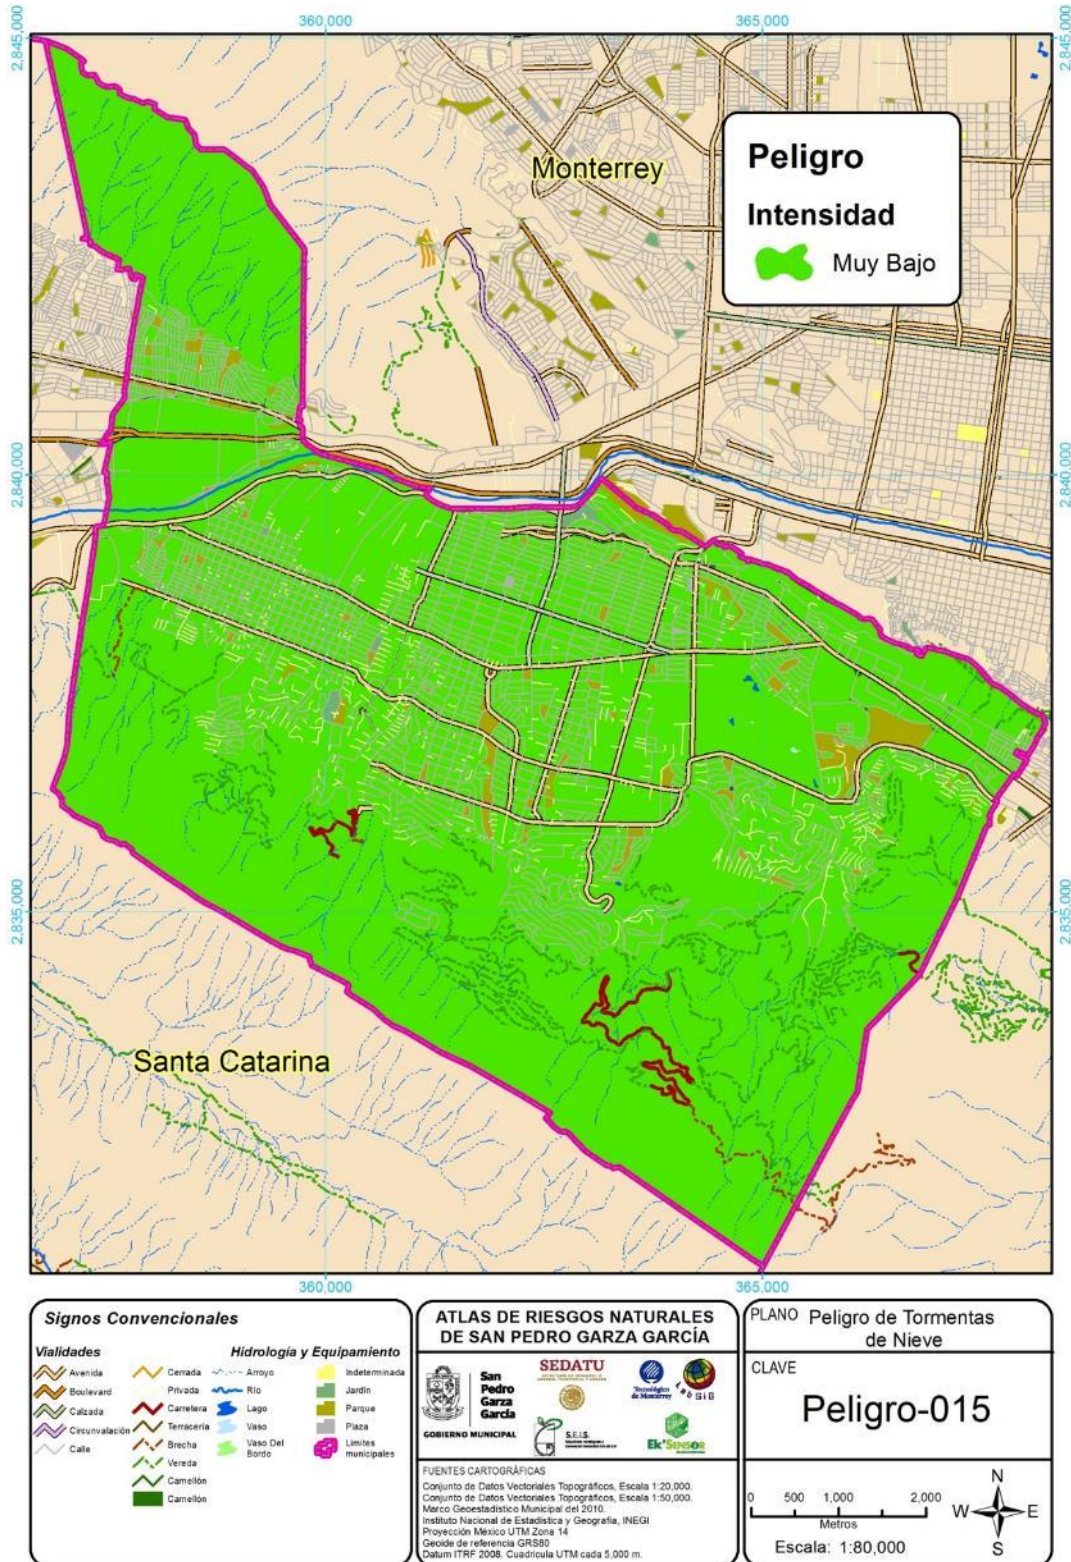 360,000
365,000
2,845,000
2,845,000
Monterrey
Peligro
Intensidad
Muy Bajo
2,840,000
2,840,000
2,835,000
2,835,000
Santa Catarina
360,000
365,000
Signos Convencionales
Vialidades
Avenida
Boulevard
Calzada
Circunvalación
Calle
Cerrada
Privada
Carretera
Terracería
Brecha
Vereda
Camellón
Camellón
Hidrología y Equipamiento
Arroyo
Río
Lago
Vaso
Vaso Del
Bordo
Indeterminada
Jardín
Parque
Plaza
Limites
municipales
ATLAS DE RIESGOS NATURALES
DE SAN PEDRO GARZA GARCÍA
San
Pedro
Garza
García
GOBIERNO MUNICIPAL
SEDATU
Tecnológico
de Monterrey
Lab SIG
S.E.I.S.
Ek'SENSOR
FUENTES CARTOGRÁFICAS
Conjunto de Datos Vectoriales Topográficos, Escala 1:20,000.
Conjunto de Datos Vectoriales Topográficos, Escala 1:50,000.
Marco Geoestadístico Municipal del 2010.
Instituto Nacional de Estadística y Geografía, INEGI
Proyección México UTM Zona 14
Geoide de referencia GRS80
Datum ITRF 2008. Cuadrícula UTM cada 5,000 m.
PLANO Peligro de Tormentas
de Nieve
CLAVE
Peligro-015
0 500 1,000 2,000
Metros
Escala: 1:80,000
N
W E
S